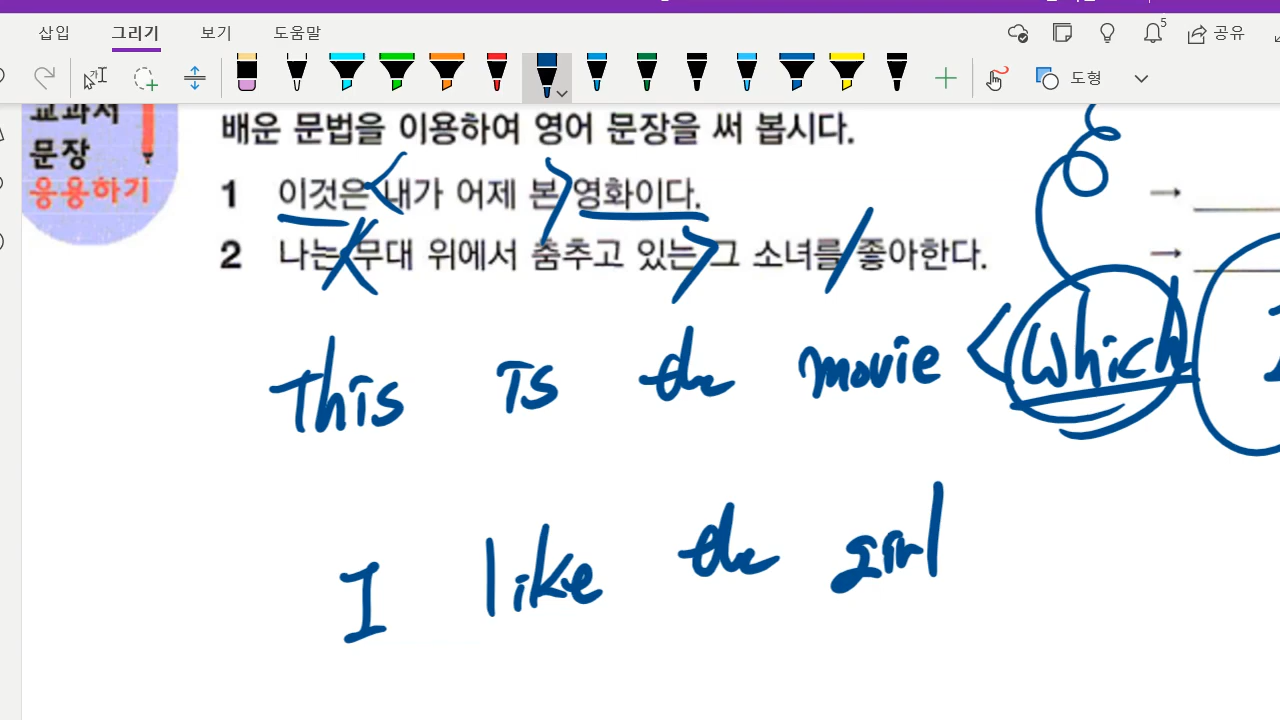 삽입 그리기 보기 도움말 5 공유
도형
교과서
문장
응용하기
배운 문법을 이용하여 영어 문장을 써 봅시다.
1 이것은 내가 어제 본 영화이다. →
2 나는 무대 위에서 춤추고 있는 그 소녀를 좋아한다. →
This is the movie <which
I like the girl